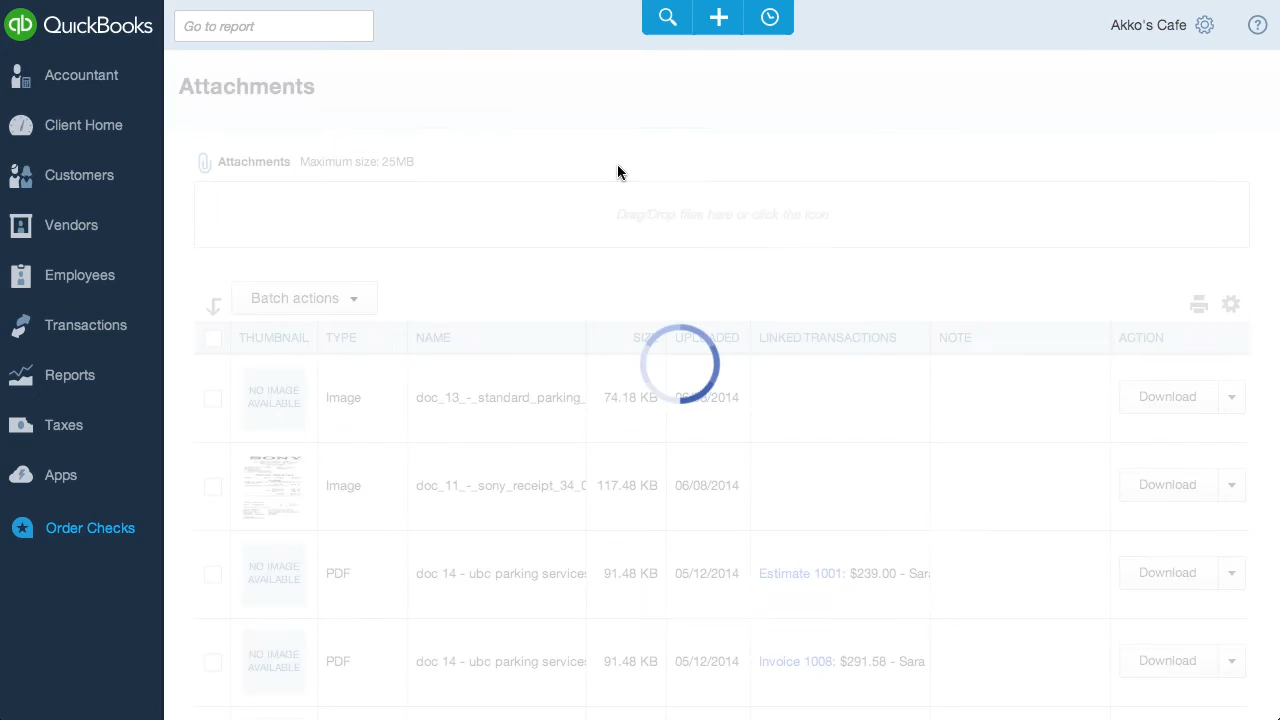 QuickBooks
Go to report
Akko's Cafe
?
Accountant
Client Home
Customers
Vendors
Employees
Transactions
Reports
Taxes
Apps
Order Checks
Attachments
Attachments Maximum size: 25MB
Drag/Drop files here or click the icon
Batch actions
THUMBNAIL TYPE NAME SIZE UPLOADED LINKED TRANSACTIONS NOTE ACTION
NO IMAGE
AVAILABLE
Image doc_13_-_standard_parking_ 74.18 KB 06/08/2014 Download
SONY
Image doc_11_-_sony_receipt_34_0 117.48 KB 06/08/2014 Download
NO IMAGE
AVAILABLE
PDF doc 14 - ubc parking services 91.48 KB 05/12/2014 Estimate 1001: $239.00 - Sara Download
NO IMAGE
AVAILABLE
PDF doc 14 - ubc parking services 91.48 KB 05/12/2014 Invoice 1008: $291.58 - Sara Download